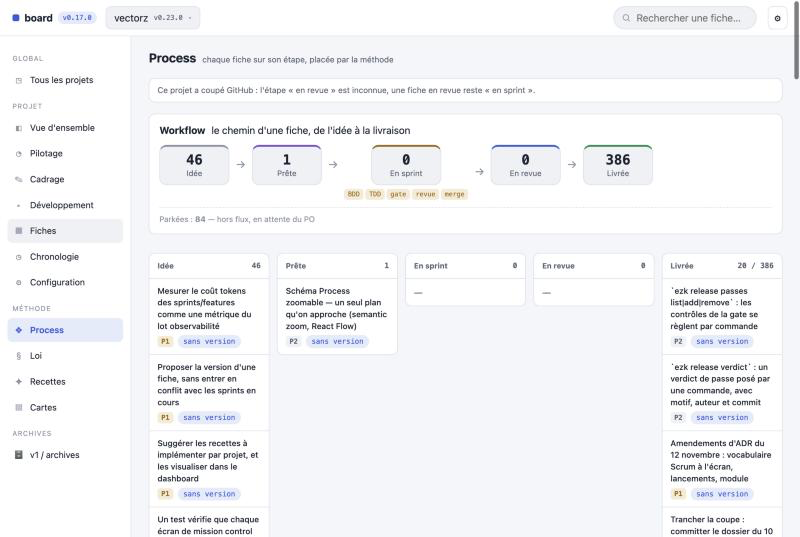 board v0.17.0 vectorz v0.23.0
Rechercher une fiche...
GLOBAL
Tous les projets
PROJET
Vue d'ensemble
Pilotage
Cadrage
Développement
Fiches
Chronologie
Configuration
MÉTHODE
Process
Loi
Recettes
Cartes
ARCHIVES
v1 / archives
Process chaque fiche sur son étape, placée par la méthode
Ce projet a coupé GitHub : l'étape « en revue » est inconnue, une fiche en revue reste « en sprint ».
Workflow le chemin d'une fiche, de l'idée à la livraison
46 → 1 → 0 → 0 → 386
Idée Prête En sprint En revue Livrée
BDD TDD gate revue merge
Parkées : 84 — hors flux, en attente du PO
Idée 46
Mesurer le coût tokens
des sprints/features
comme une métrique du
lot observabilité
P1 sans version
Proposer la version d'une
fiche, sans entrer en
conflit avec les sprints en
cours
P1 sans version
Suggérer les recettes à
implémenter par projet, et
les visualiser dans le
dashboard
P1 sans version
Un test vérifie que chaque
écran de mission control
Prête 1
Schéma Process
zoomable — un seul plan
qu'on approche (semantic
zoom, React Flow)
P2 sans version
En sprint 0
—
En revue 0
—
Livrée 20 / 386
`ezk release passes
list|add|remove` : les
contrôles de la gate se
règlent par commande
P2 sans version
`ezk release verdict` : un
verdict de passe posé par
une commande, avec
motif, auteur et commit
P2 sans version
Amendements d'ADR du
12 novembre : vocabulaire
Scrum à l'écran,
lancements, module
P1 sans version
Trancher la coupe :
committer le dossier du 10